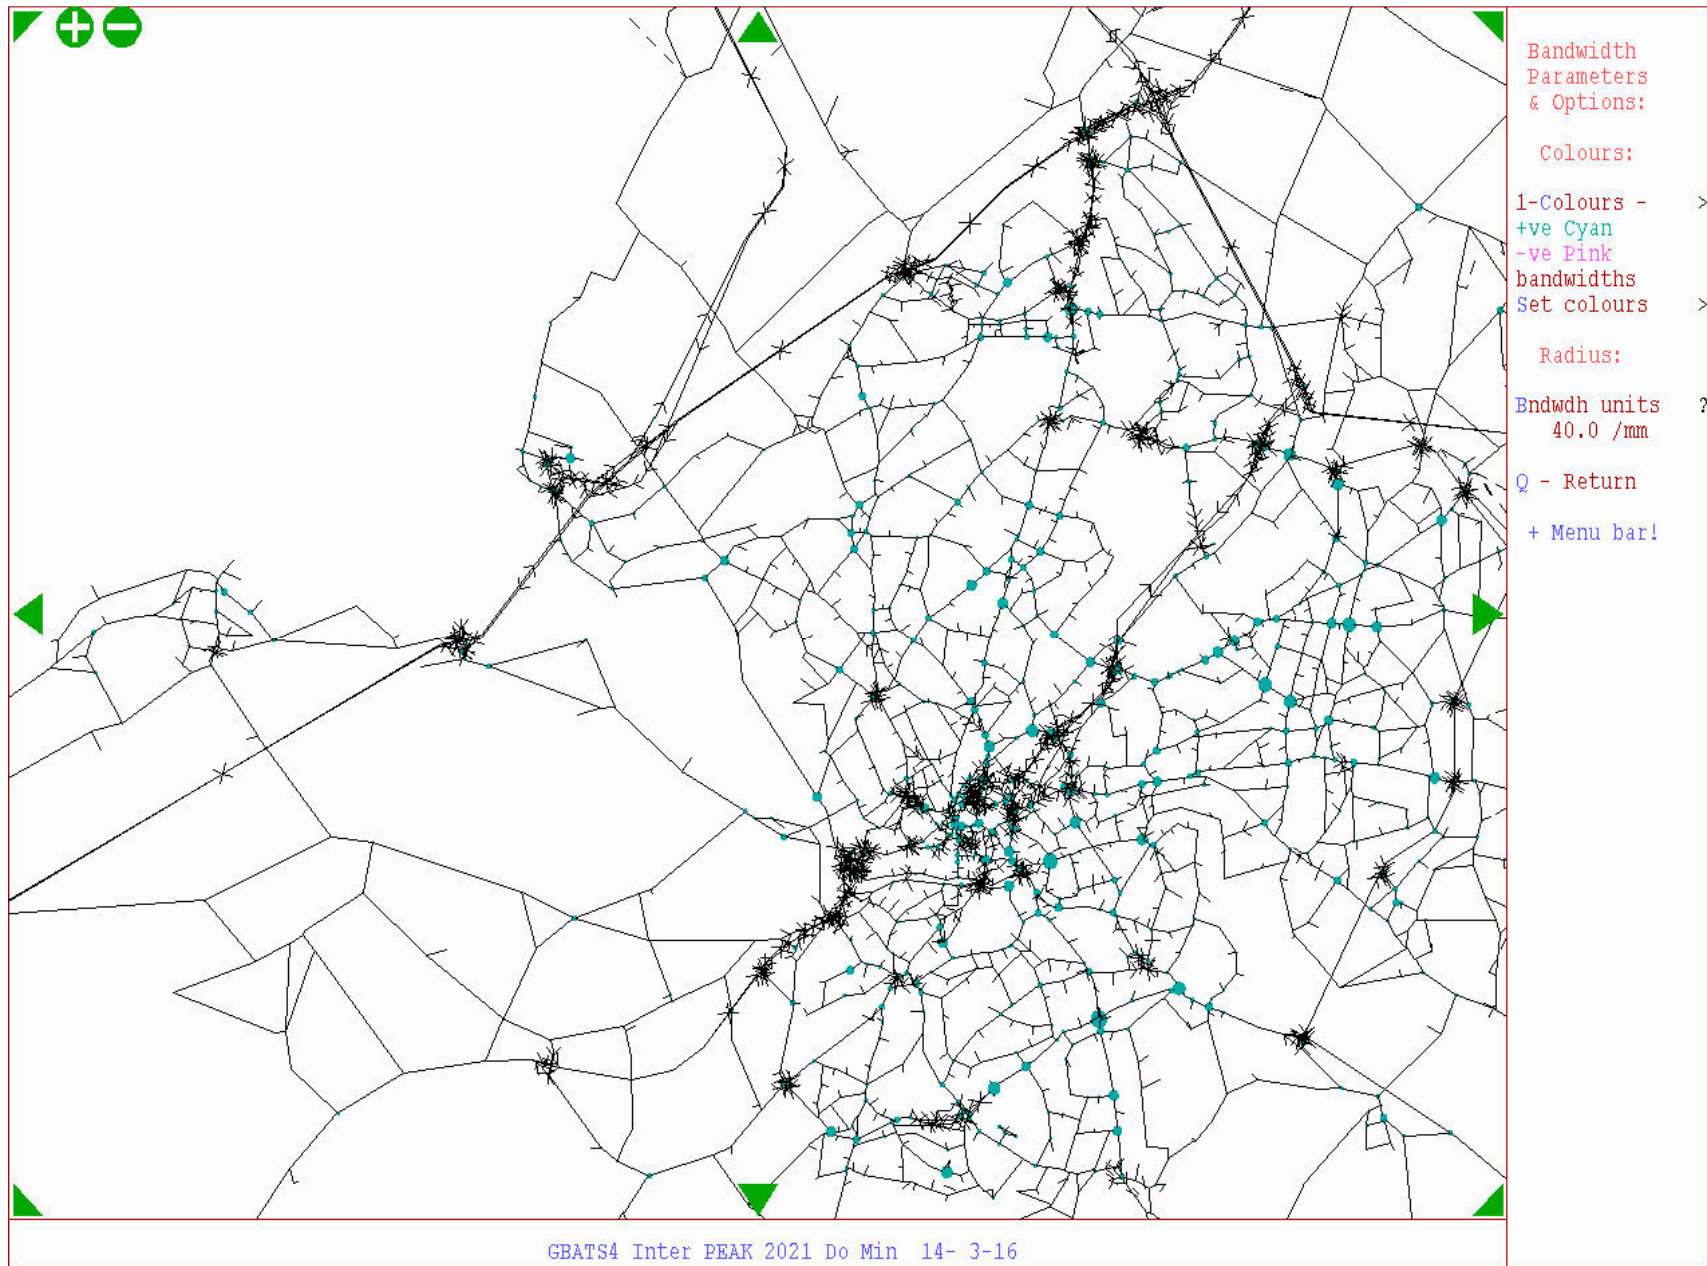 Bandwidth
Parameters
& Options:
Colours:
1-Colours - >
+ve Cyan
-ve Pink
bandwidths
Set colours >
Radius:
Bndwdh units ?
40.0 /mm
Q - Return
+ Menu bar!
GBATS4 Inter PEAK 2021 Do Min 14- 3-16